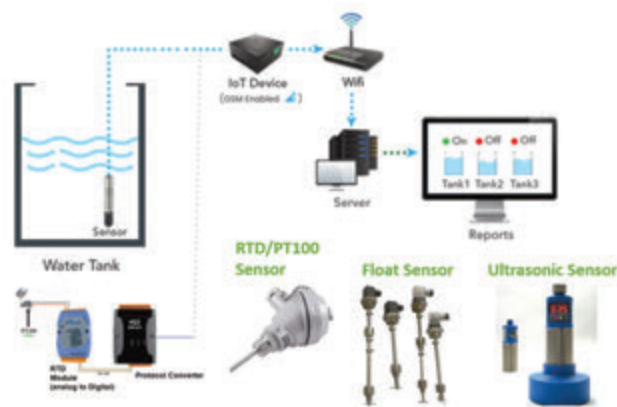 IoT Device
(GSM Enabled)
Wifi
On Off Off
Tank1 Tank2 Tank3
Server
Reports
Sensor
Water Tank
RTD/PT100
Sensor
Float Sensor
Ultrasonic Sensor
RTD
Module
(analog to Digital)
Protocol Converter